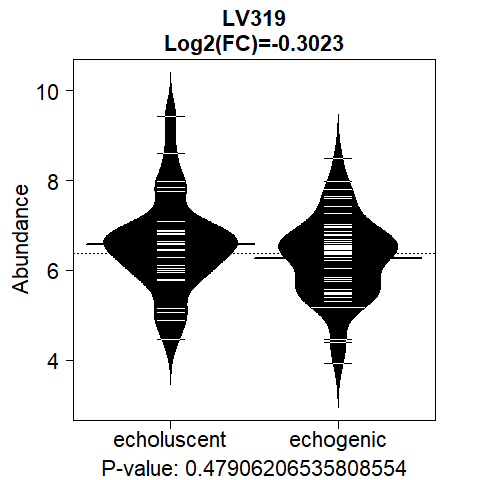 LV319
Log2(FC)=-0.3023
Abundance
10
8
6
4
echoluscent
echogenic
P-value: 0.47906206535808554